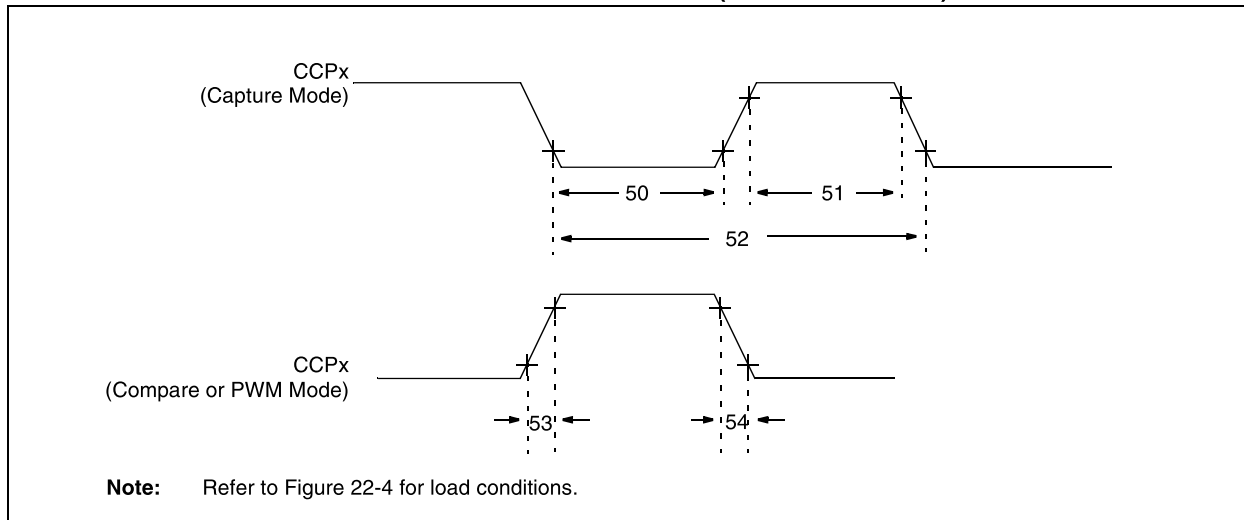 CCPx
(Capture Mode)
50
51
52
CCPx
(Compare or PWM Mode)
53
54
Note: Refer to Figure 22-4 for load conditions.